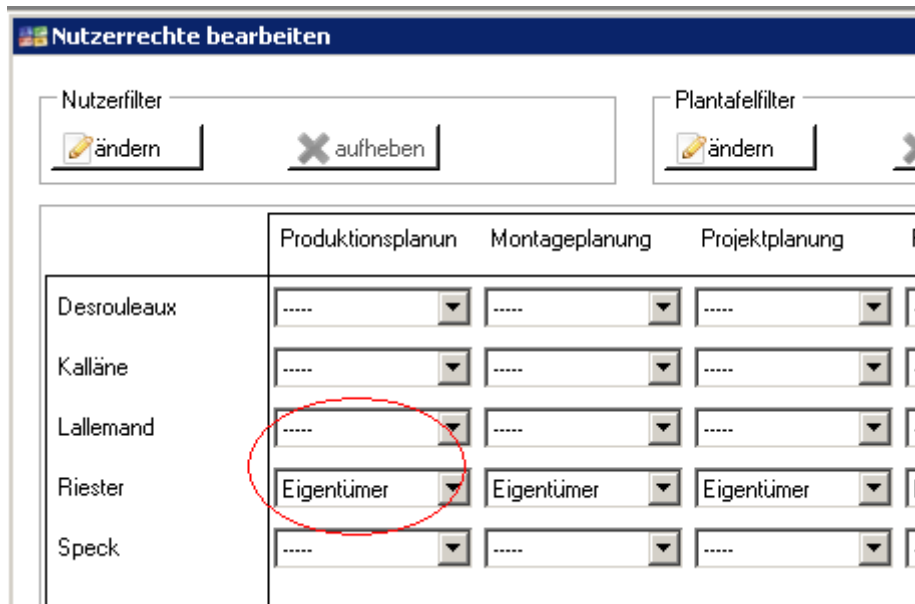 Nutzerrechte bearbeiten
Nutzerfilter Plantafelfilter
ändern aufheben ändern
Produktionsplanun Montageplanung Projektplanung
Desrouleaux ----- ----- -----
Kalläne ----- ----- -----
Lallemand ----- ----- -----
Riester Eigentümer Eigentümer Eigentümer
Speck ----- ----- -----